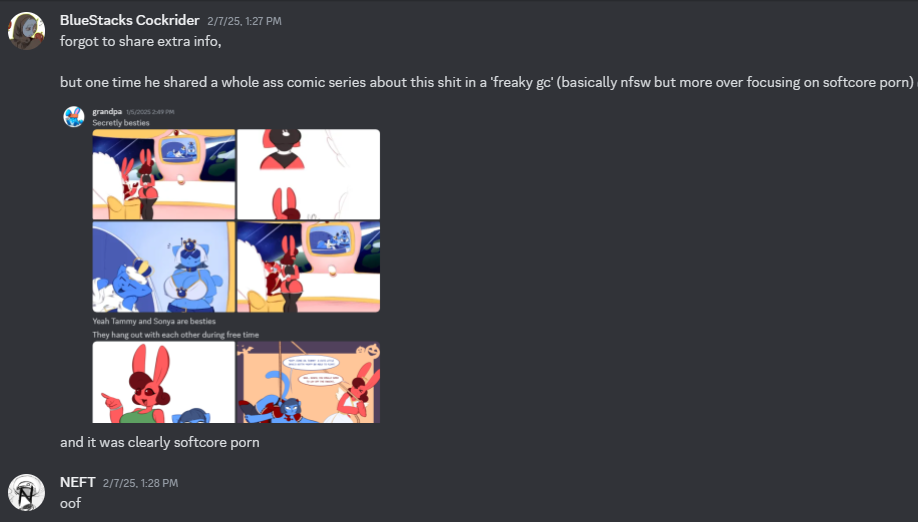 BlueStacks Cockrider 2/7/25, 1:27 PM
forgot to share extra info,
but one time he shared a whole ass comic series about this shit in a 'freaky gc' (basically nfsw but more over focusing on softcore porn)
grandpa 1/5/2025 2:49 PM
Secretly besties
Yeah Tammy and Sonya are besties
They hang out with each other during free time
and it was clearly softcore porn
NEFT 2/7/25, 1:28 PM
oof